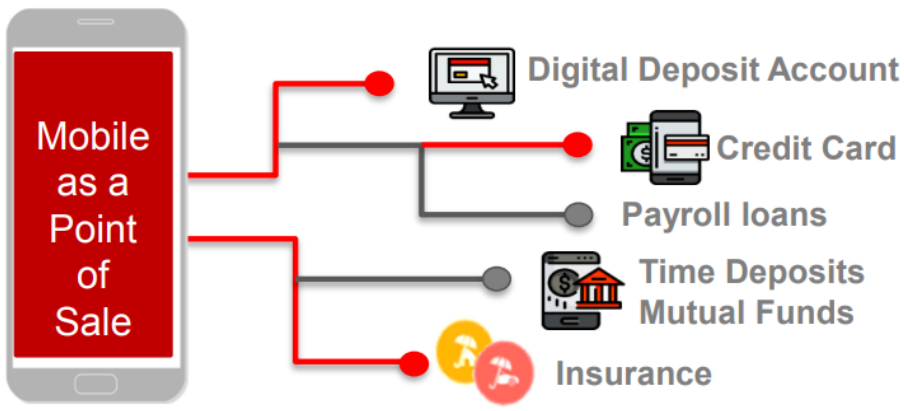 Mobile
as a
Point
of
Sale
Digital Deposit Account
Credit Card
Payroll loans
Time Deposits
Mutual Funds
Insurance